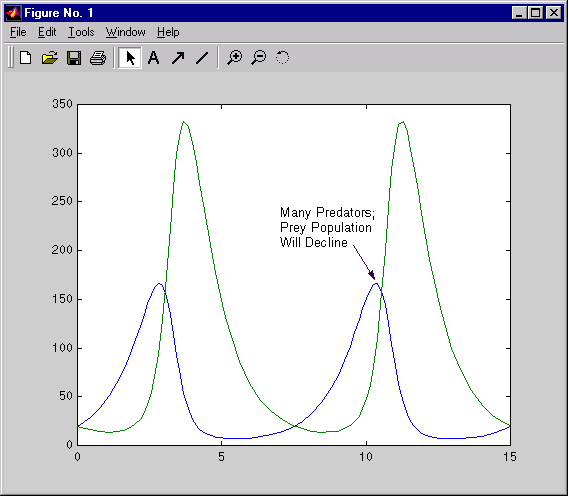 Figure No. 1
File Edit Tools Window Help
A
350
300
250
200
150
100
50
0
Many Predators;
Prey Population
Will Decline
0 5 10 15